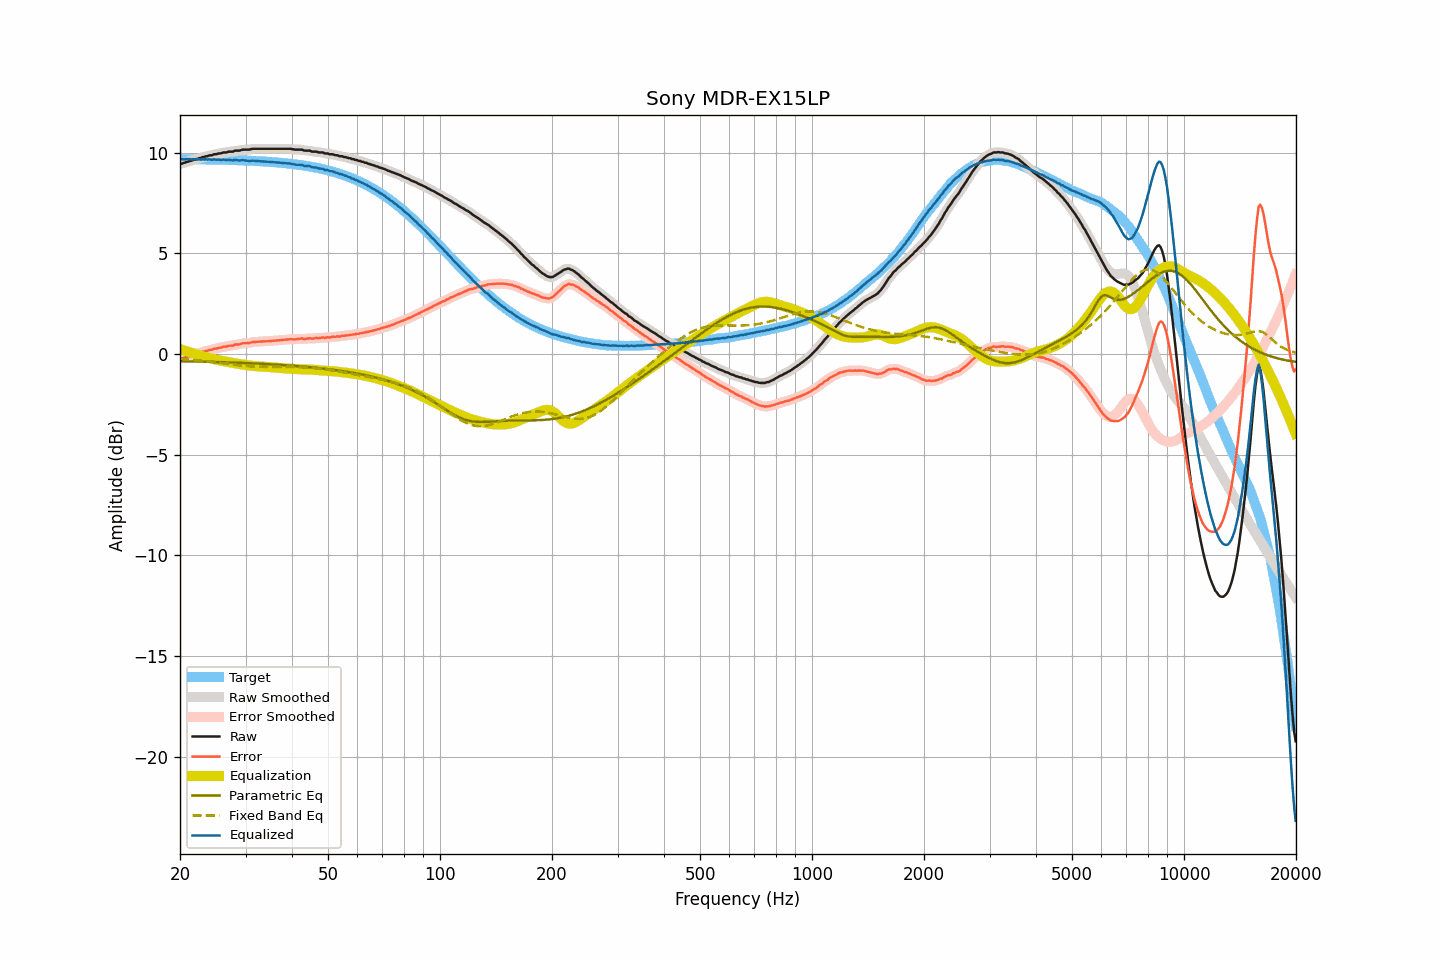 Sony MDR-EX15LP
Amplitude (dBr)
10
5
0
−5
−10
−15
−20
Target
Raw Smoothed
Error Smoothed
Raw
Error
Equalization
Parametric Eq
Fixed Band Eq
Equalized
20 50 100 200 500 1000 2000 5000 10000 20000
Frequency (Hz)